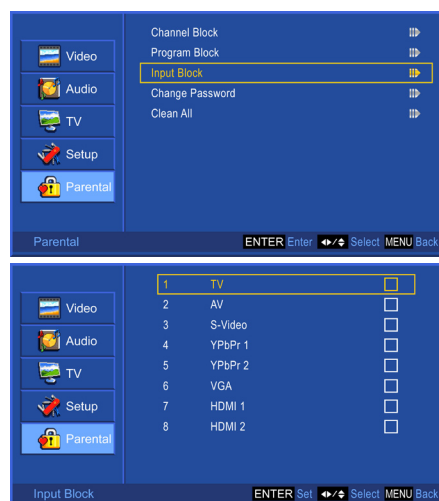 Channel Block
Program Block
Input Block
Change Password
Clean All
Video
Audio
TV
Setup
Parental
Parental ENTER Enter Select MENU Back
1 TV
2 AV
3 S-Video
4 YPbPr 1
5 YPbPr 2
6 VGA
7 HDMI 1
8 HDMI 2
Video
Audio
TV
Setup
Parental
Input Block ENTER Set Select MENU Back